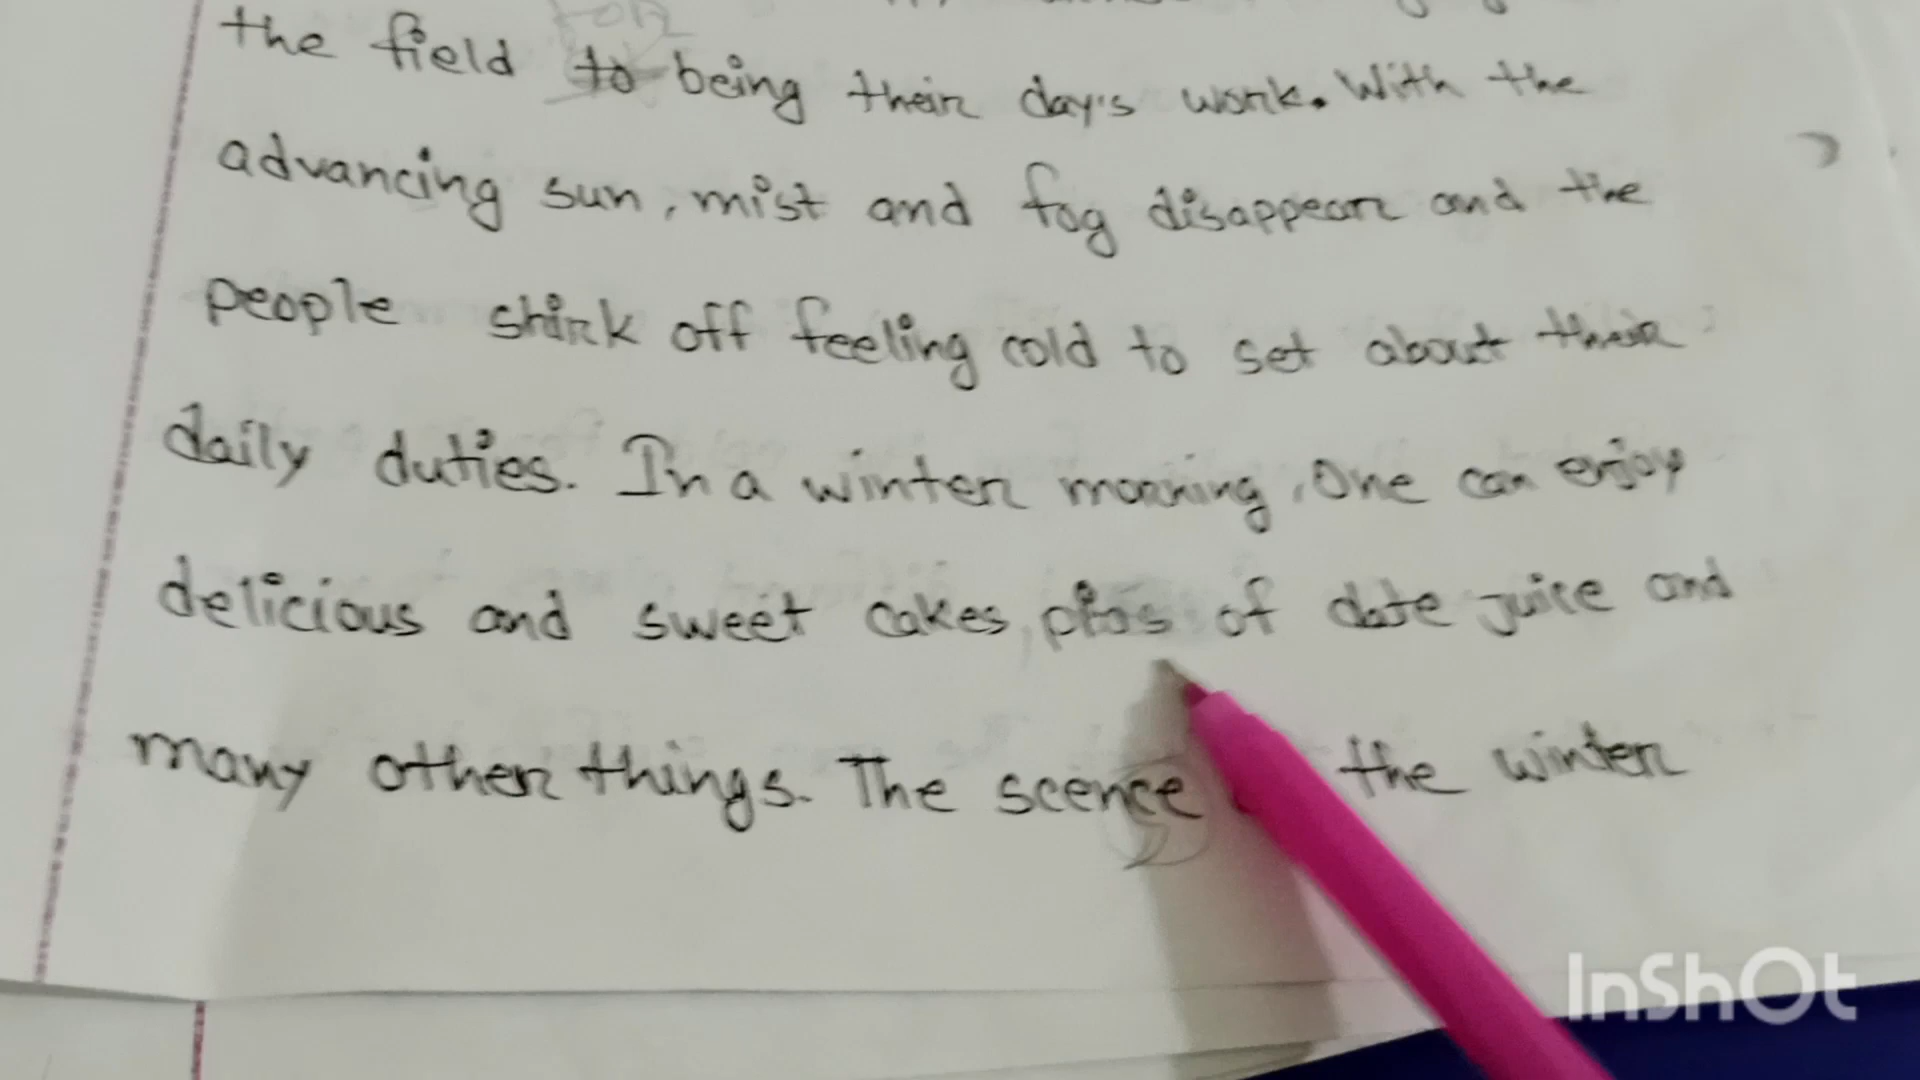 the field to being their day's work. With the
advancing sun, mist and fog disappear and the
people shirk off feeling cold to set about their
daily duties. In a winter morning, One can enjoy
delicious and sweet cakes, of date juice and
many other things. The scence the winter
InShOt